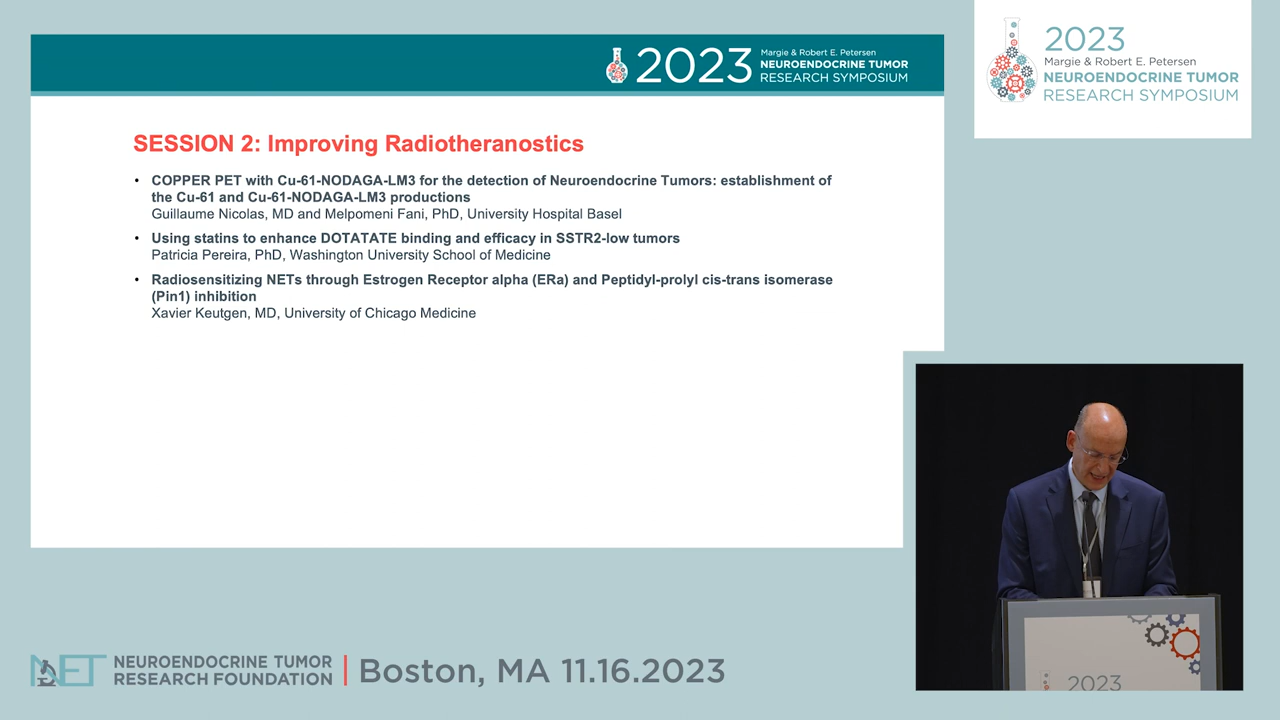 2023
Margie & Robert E. Petersen
NEUROENDOCRINE TUMOR
RESEARCH SYMPOSIUM
2023
Margie & Robert E. Petersen
NEUROENDOCRINE TUMOR
RESEARCH SYMPOSIUM
SESSION 2: Improving Radiotheranostics
• COPPER PET with Cu-61-NODAGA-LM3 for the detection of Neuroendocrine Tumors: establishment of
the Cu-61 and Cu-61-NODAGA-LM3 productions
Guillaume Nicolas, MD and Melpomeni Fani, PhD, University Hospital Basel
• Using statins to enhance DOTATATE binding and efficacy in SSTR2-low tumors
Patricia Pereira, PhD, Washington University School of Medicine
• Radiosensitizing NETs through Estrogen Receptor alpha (ERa) and Peptidyl-prolyl cis-trans isomerase
(Pin1) inhibition
Xavier Keutgen, MD, University of Chicago Medicine
2023
NET
NEUROENDOCRINE TUMOR
RESEARCH FOUNDATION
Boston, MA 11.16.2023